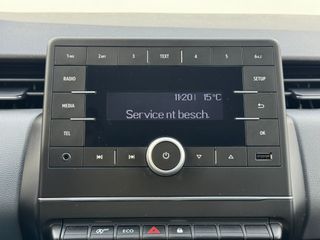 1 2 3 TEXT 4 5 6
RADIO
SETUP
11:20 15°C
MEDIA
Service nt besch.
TEL
OK
ECO